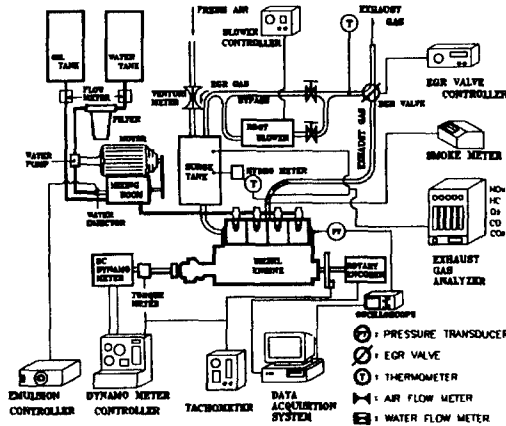 FRESH AIR
BLOWER
CONTROLLER
EXHAUST
GAS
OIL
TANK
WATER
TANK
FLOW
METER
FILTER
VENTURI
METER
EGR GAS
BYPASS
ROOT
BLOWER
EGR VALVE
EGR VALVE
CONTROLLER
EXHAUST GAS
MOTOR
WATER
PUMP
MIXING
ROOM
WATER
INJECTOR
SURGE
TANK
HYDRO METER
SMOKE METER
NOx
HC
O2
CO
CO2
EXHAUST
GAS
ANALYZER
T
T
PT
DIESEL
ENGINE
DC
DYNAMO
METER
TORQUE
METER
ROTARY
ENCODER
OSCILLOSCOPE
EMULSION
CONTROLLER
DYNAMO METER
CONTROLLER
TACHOMETER
DATA
ACQUISITION
SYSTEM
PT : PRESSURE TRANSDUCER
: EGR VALVE
T : THERMOMETER
: AIR FLOW METER
: WATER FLOW METER